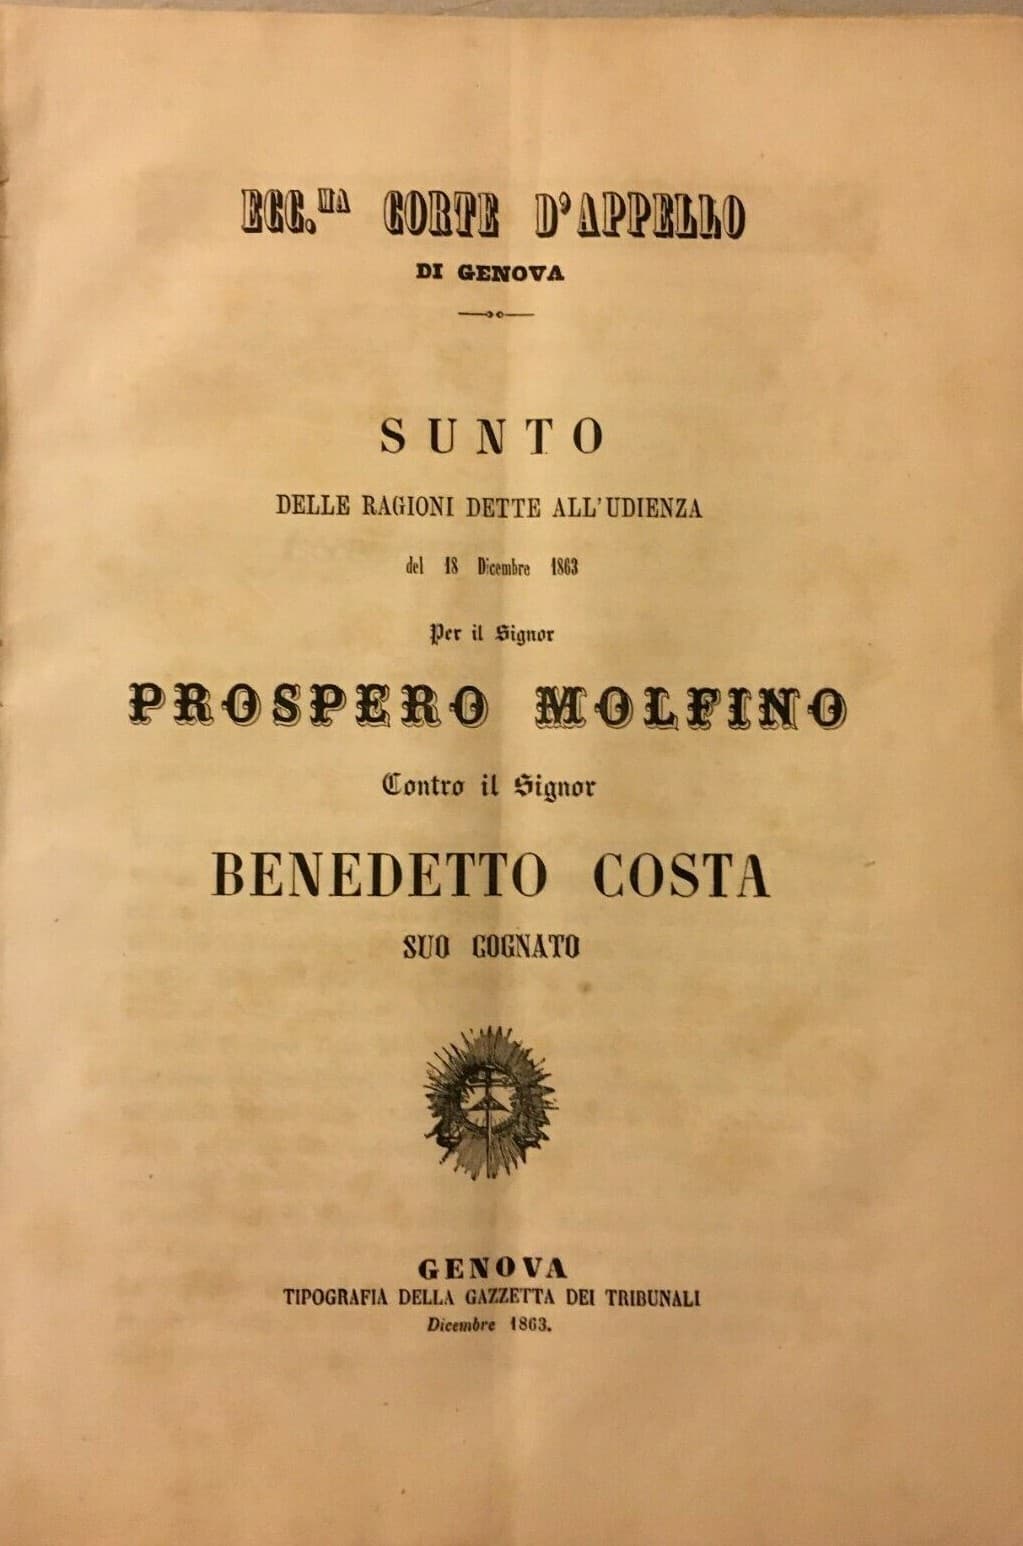 ECC.MA CORTE D'APPELLO
DI GENOVA
SUNTO
DELLE RAGIONI DETTE ALL'UDIENZA
del 18 Dicembre 1863
Per il Signor
PROSPERO MOLFINO
Contro il Signor
BENEDETTO COSTA
SUO COGNATO
GENOVA
TIPOGRAFIA DELLA GAZZETTA DEI TRIBUNALI
Dicembre 1863.